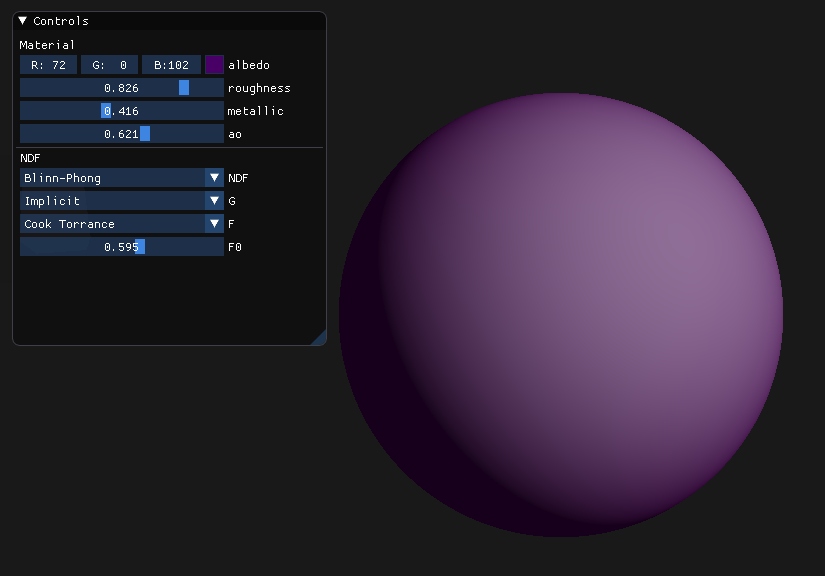 Controls
Material
R: 72 G: 0 B:102 albedo
0.826 roughness
0.416 metallic
0.621 ao
NDF
Blinn-Phong NDF
Implicit G
Cook Torrance F
0.595 F0